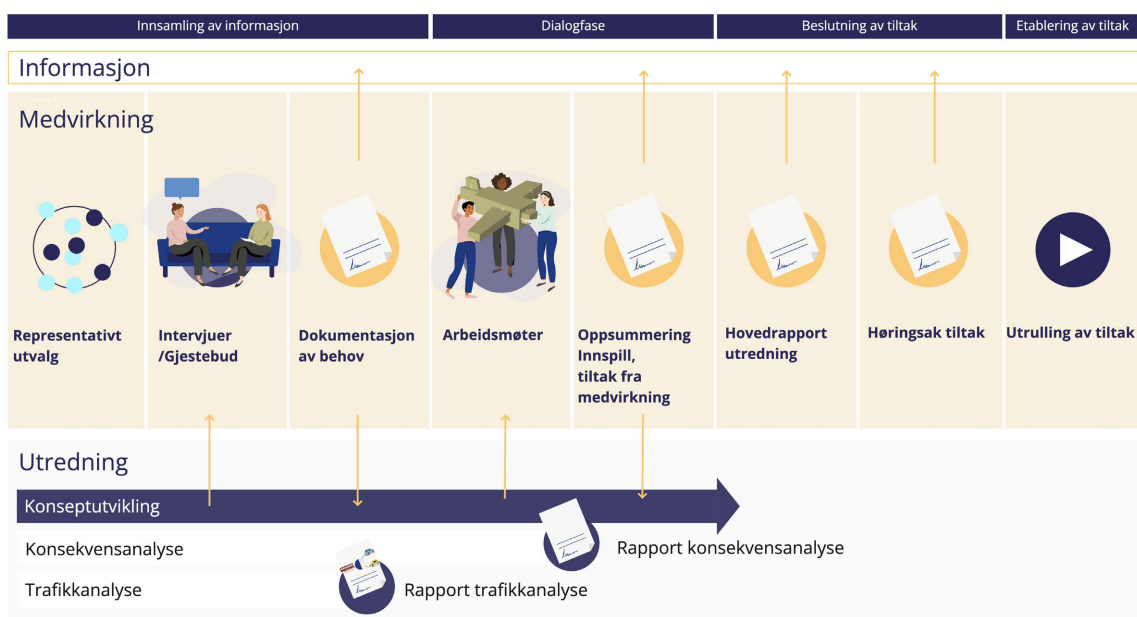 Innsamling av informasjon
Dialogfase
Beslutning av tiltak
Etablering av tiltak
Informasjon
Medvirkning
Representativt
utvalg
Intervjuer
/Gjestebud
Dokumentasjon
av behov
Arbeidsmøter
Oppsummering
Innspill,
tiltak fra
medvirkning
Hovedrapport
utredning
Høringsak tiltak
Utrulling av tiltak
Utredning
Konseptutvikling
Konsekvensanalyse
Rapport konsekvensanalyse
Trafikkanalyse
Rapport trafikkanalyse